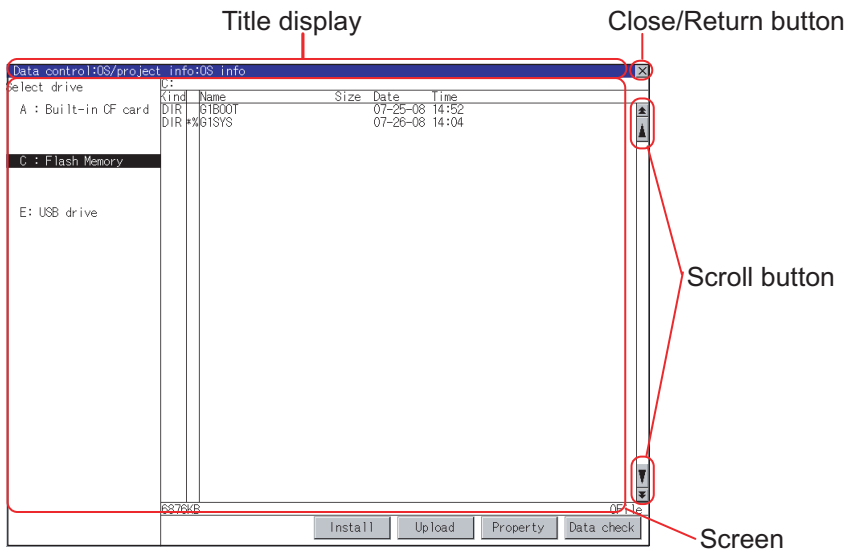 Title display
Close/Return button
Data control:OS/project info:OS info
Select drive
C:
Kind Name Size Date Time
A : Built-in CF card
DIR G1BOOT 07-25-08 14:52
DIR *%G1SYS 07-26-08 14:04
C : Flash Memory
E: USB drive
Scroll button
6876KB 0File
Install Upload Property Data check
Screen